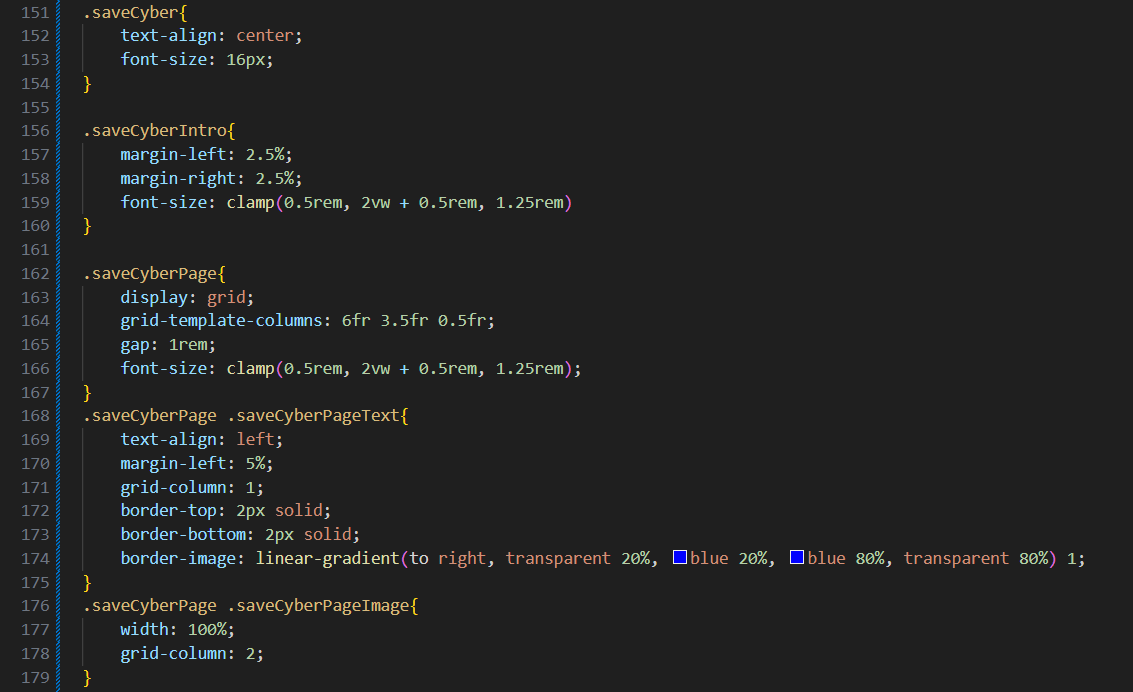 151 .saveCyber{
152     text-align: center;
153     font-size: 16px;
154 }
155
156 .saveCyberIntro{
157     margin-left: 2.5%;
158     margin-right: 2.5%;
159     font-size: clamp(0.5rem, 2vw + 0.5rem, 1.25rem)
160 }
161
162 .saveCyberPage{
163     display: grid;
164     grid-template-columns: 6fr 3.5fr 0.5fr;
165     gap: 1rem;
166     font-size: clamp(0.5rem, 2vw + 0.5rem, 1.25rem);
167 }
168 .saveCyberPage .saveCyberPageText{
169     text-align: left;
170     margin-left: 5%;
171     grid-column: 1;
172     border-top: 2px solid;
173     border-bottom: 2px solid;
174     border-image: linear-gradient(to right, transparent 20%, blue 20%, blue 80%, transparent 80%) 1;
175 }
176 .saveCyberPage .saveCyberPageImage{
177     width: 100%;
178     grid-column: 2;
179 }